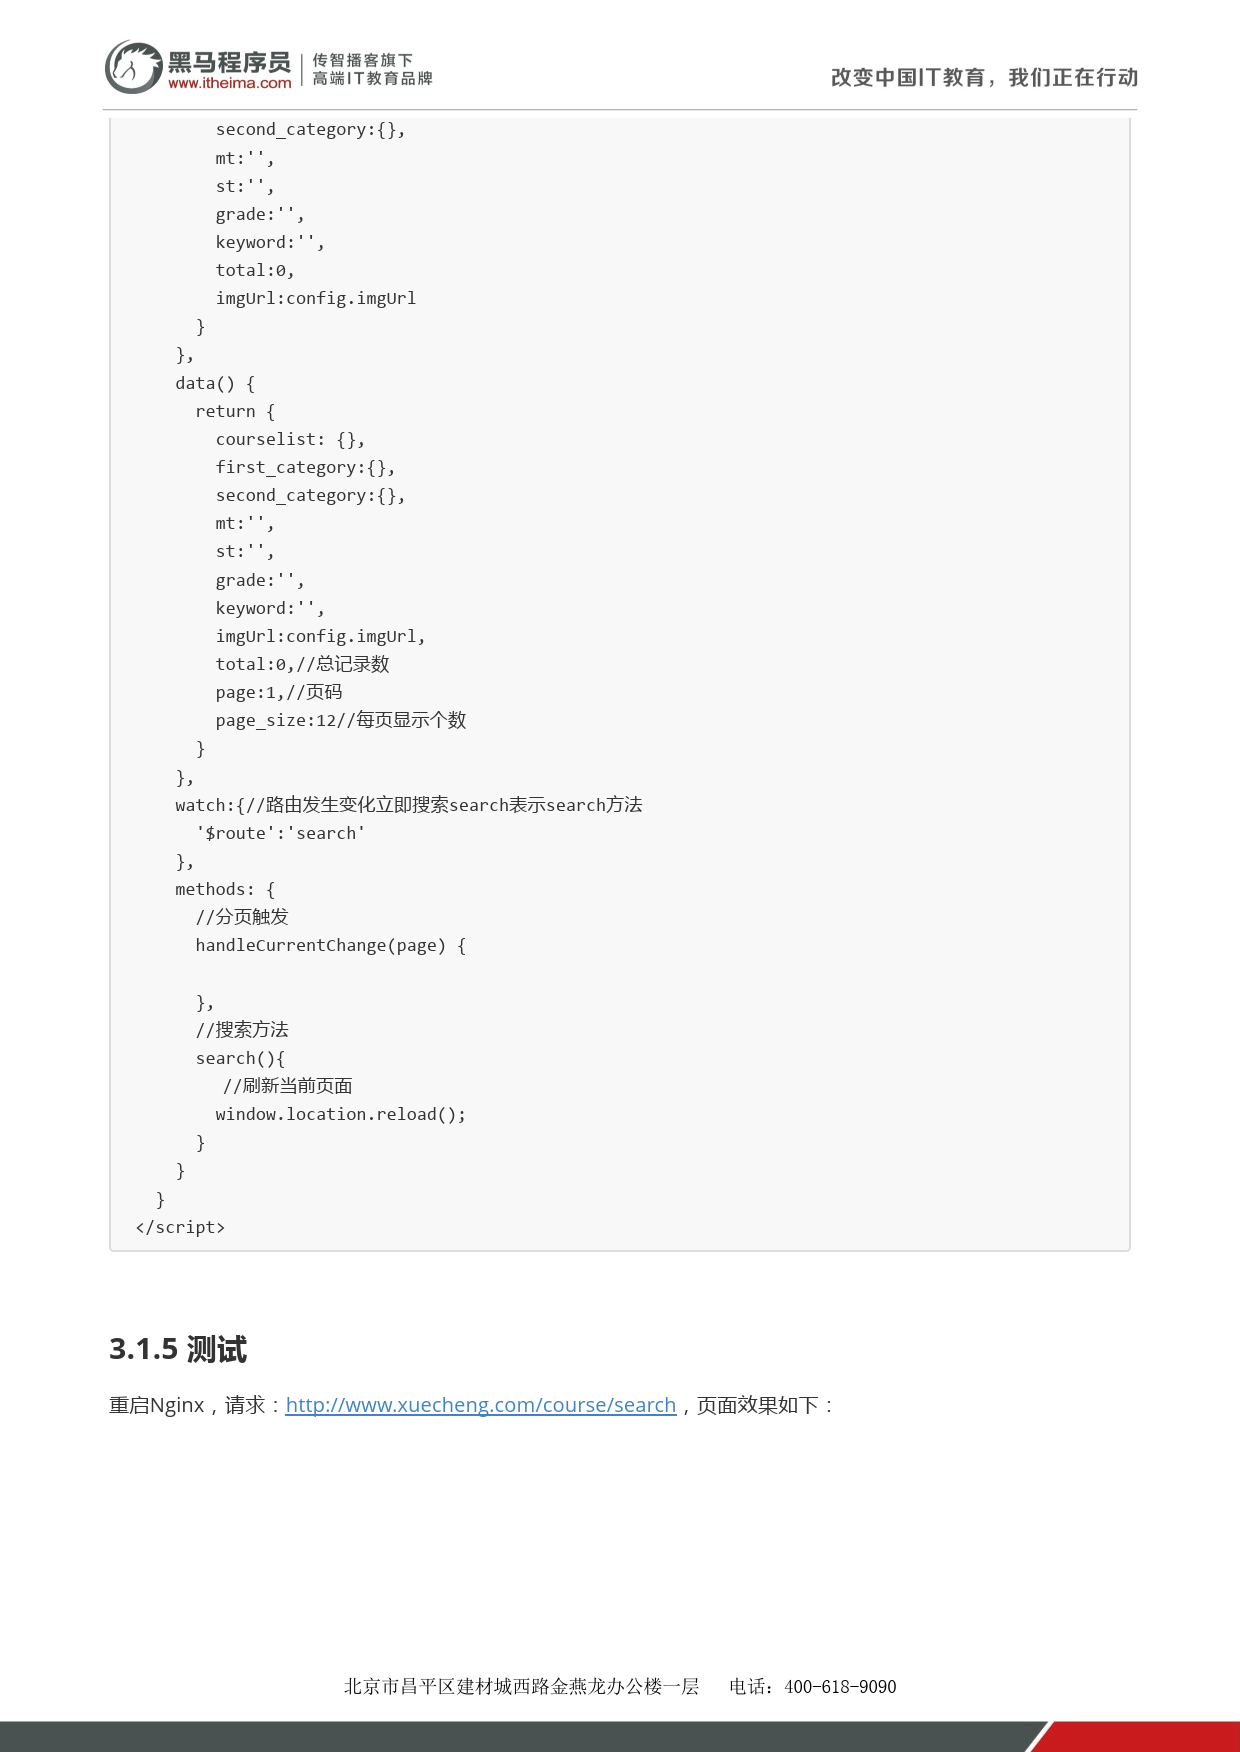 黑马程序员
www.itheima.com
传智播客旗下
高端IT教育品牌
改变中国IT教育，我们正在行动
        second_category:{},
        mt:'',
        st:'',
        grade:'',
        keyword:'',
        total:0,
        imgUrl:config.imgUrl
      }
    },
    data() {
      return {
        courselist: {},
        first_category:{},
        second_category:{},
        mt:'',
        st:'',
        grade:'',
        keyword:'',
        imgUrl:config.imgUrl,
        total:0,//总记录数
        page:1,//页码
        page_size:12//每页显示个数
      }
    },
    watch:{//路由发生变化立即搜索search表示search方法
      '$route':'search'
    },
    methods: {
      //分页触发
      handleCurrentChange(page) {

      },
      //搜索方法
      search(){
         //刷新当前页面
        window.location.reload();
      }
    }
  }
</script>
3.1.5 测试
重启Nginx，请求：http://www.xuecheng.com/course/search，页面效果如下：
北京市昌平区建材城西路金燕龙办公楼一层 电话：400-618-9090